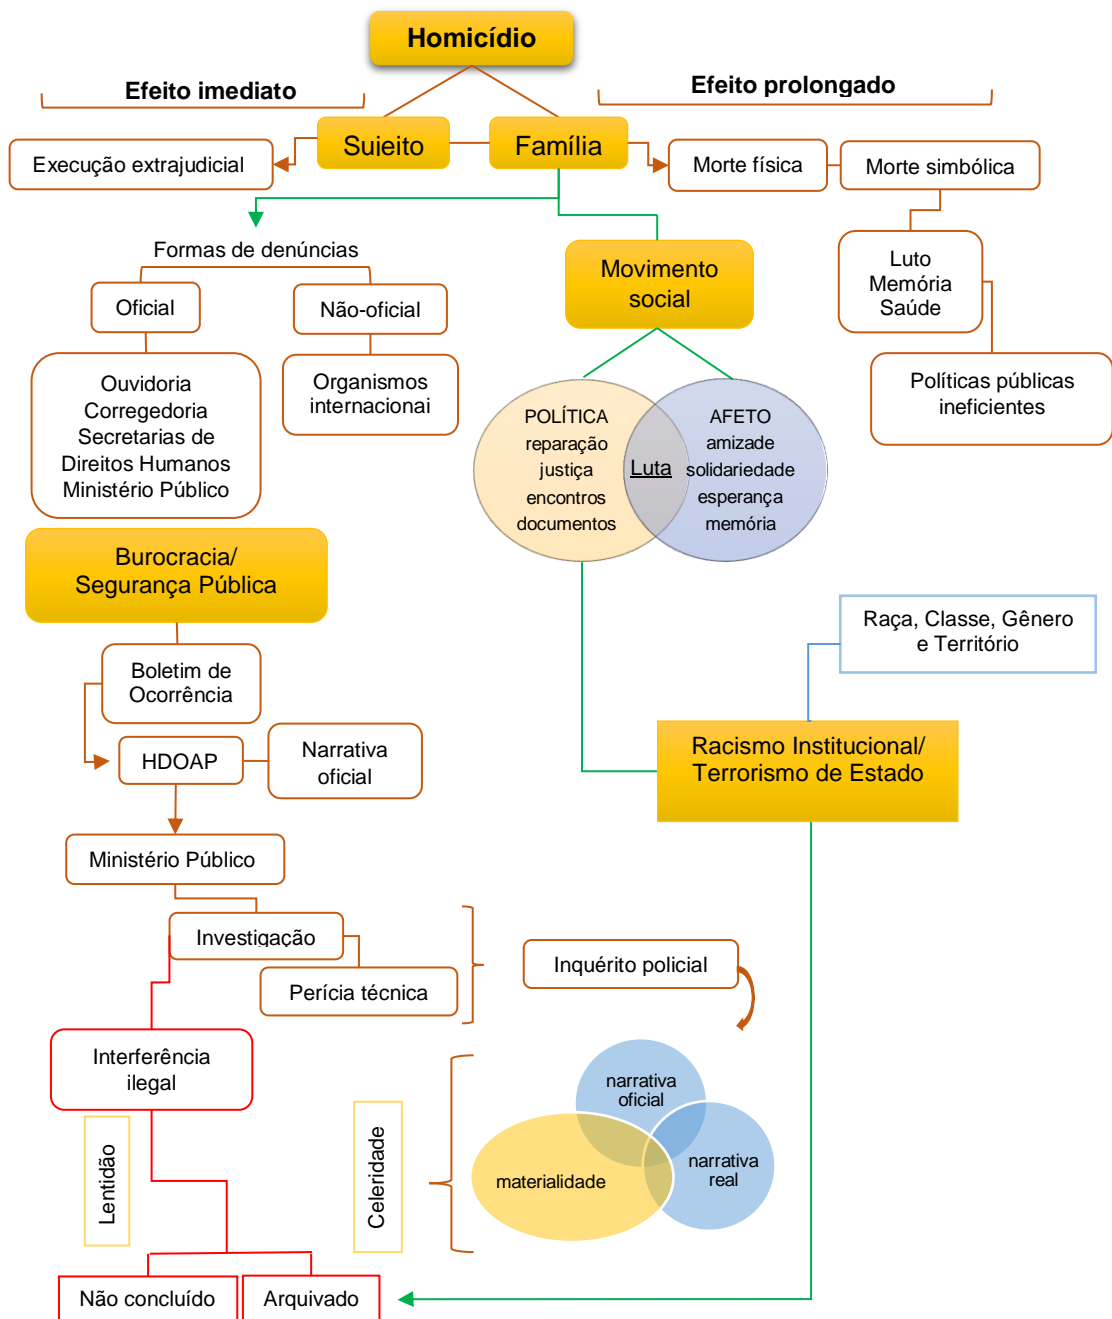 Homicídio
Efeito imediato
Efeito prolongado
Sujeito
Família
Execução extrajudicial
Morte física
Morte simbólica
Formas de denúncias
Oficial
Não-oficial
Movimento
social
Luto
Memória
Saúde
Ouvidoria
Corregedoria
Secretarias de
Direitos Humanos
Ministério Público
Organismos
internacionai
Políticas públicas
ineficientes
POLÍTICA
reparação
justiça
encontros
documentos
Luta
AFETO
amizade
solidariedade
esperança
memória
Burocracia/
Segurança Pública
Raça, Classe, Gênero
e Território
Boletim de
Ocorrência
HDOAP
Narrativa
oficial
Racismo Institucional/
Terrorismo de Estado
Ministério Público
Investigação
Perícia técnica
Inquérito policial
Interferência
ilegal
Lentidão
Celeridade
narrativa
oficial
materialidade
narrativa
real
Não concluído
Arquivado